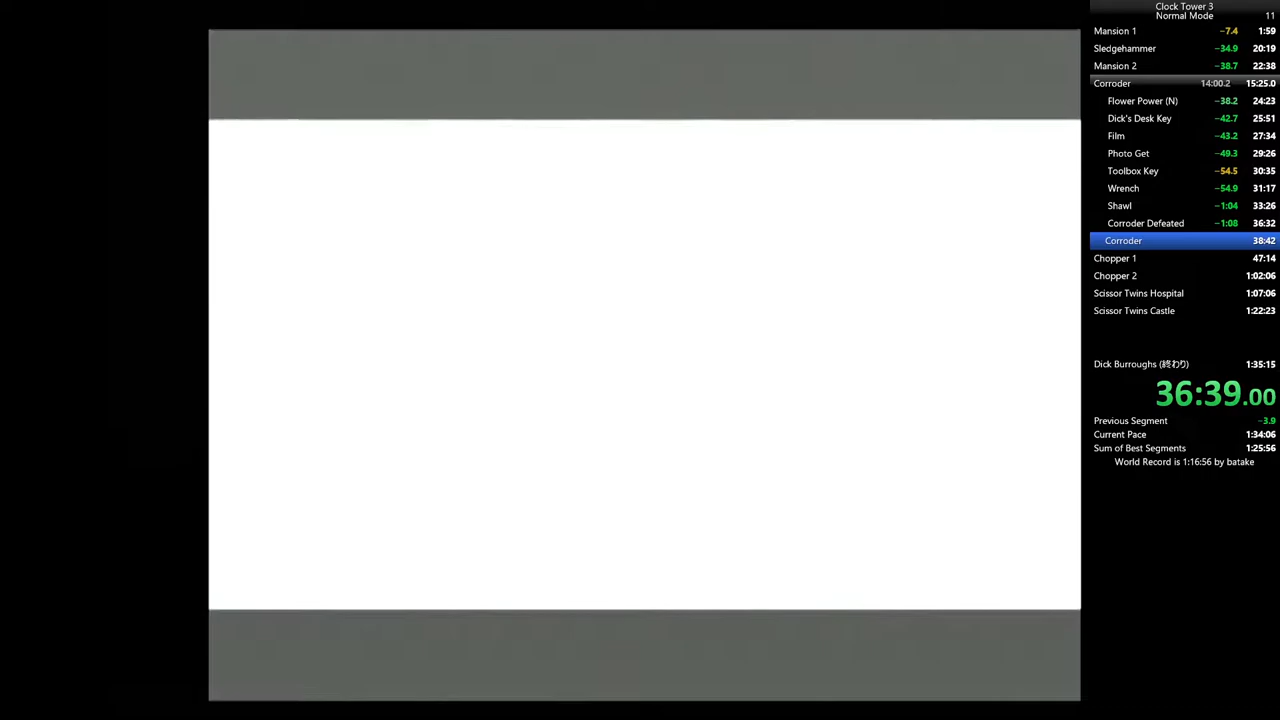 Clock Tower 3
Normal Mode 11
Mansion 1 −7.4 1:59
Sledgehammer −34.9 20:19
Mansion 2 −38.7 22:38
Corroder 14:00.2 15:25.0
Flower Power (N) −38.2 24:23
Dick's Desk Key −42.7 25:51
Film −43.2 27:34
Photo Get −49.3 29:26
Toolbox Key −54.5 30:35
Wrench −54.9 31:17
Shawl −1:04 33:26
Corroder Defeated −1:08 36:32
Corroder 38:42
Chopper 1 47:14
Chopper 2 1:02:06
Scissor Twins Hospital 1:07:06
Scissor Twins Castle 1:22:23
Dick Burroughs (終わり) 1:35:15
36:39.00
Previous Segment −3.9
Current Pace 1:34:06
Sum of Best Segments 1:25:56
World Record is 1:16:56 by batake